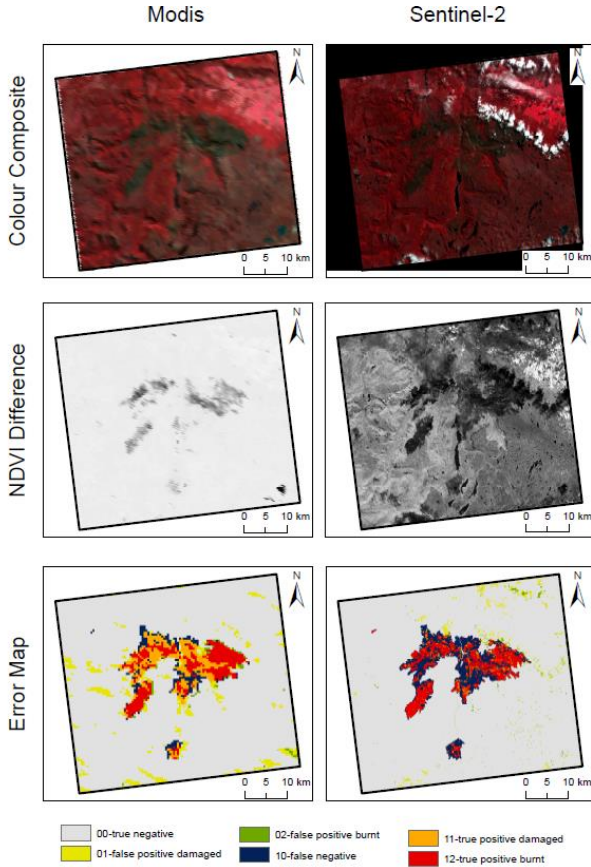 Modis
Sentinel-2
Colour Composite
N
0 5 10 km
N
0 5 10 km
NDVI Difference
N
0 5 10 km
N
0 5 10 km
Error Map
N
0 5 10 km
N
0 5 10 km
00-true negative
02-false positive burnt
11-true positive damaged
01-false positive damaged
10-false negative
12-true positive burnt